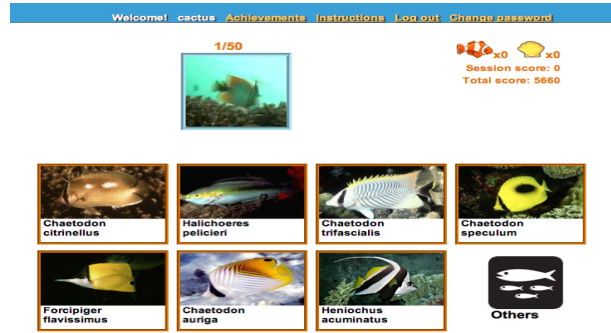 Welcome! cactus Achievements Instructions Log out Change password
1/50
x0 x0
Session score: 0
Total score: 5660
Chaetodon citrinellus
Halichoeres pelicieri
Chaetodon trifascialis
Chaetodon speculum
Forcipiger flavissimus
Chaetodon auriga
Heniochus acuminatus
Others